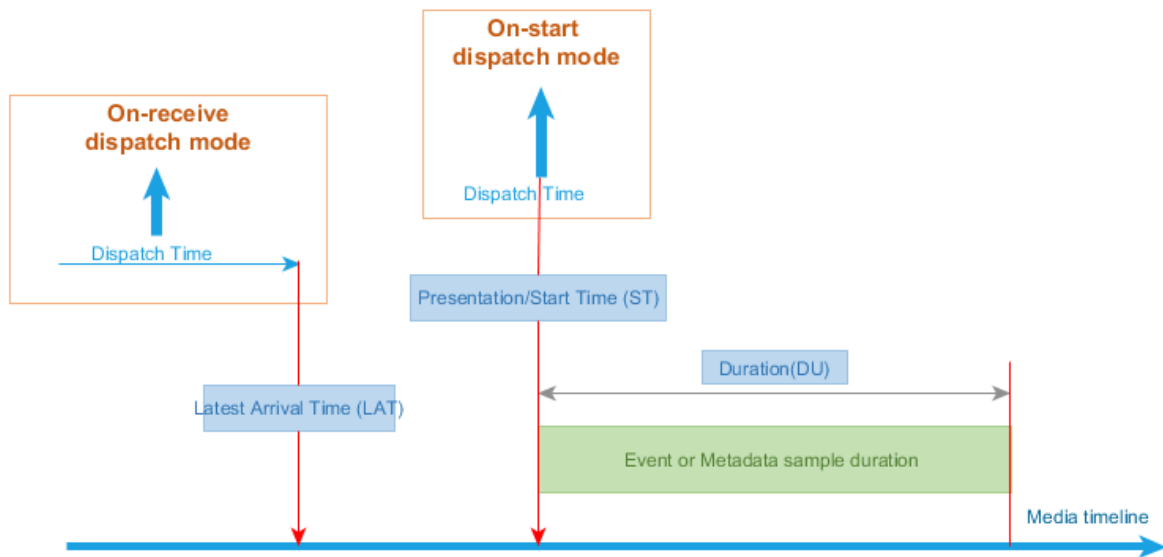 On-start
dispatch mode
On-receive
dispatch mode
Dispatch Time
Dispatch Time
Presentation/Start Time (ST)
Duration(DU)
Latest Arrival Time (LAT)
Event or Metadata sample duration
Media timeline